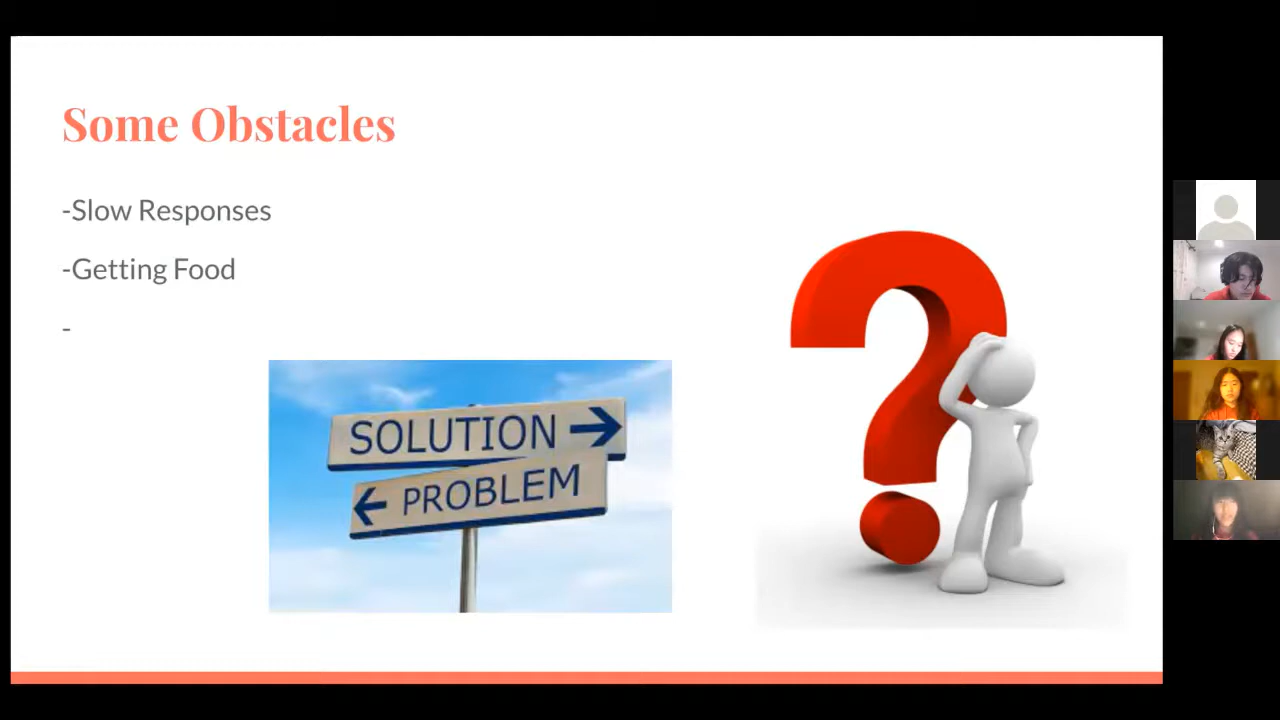 Some Obstacles
-Slow Responses
-Getting Food
-
SOLUTION
PROBLEM
?